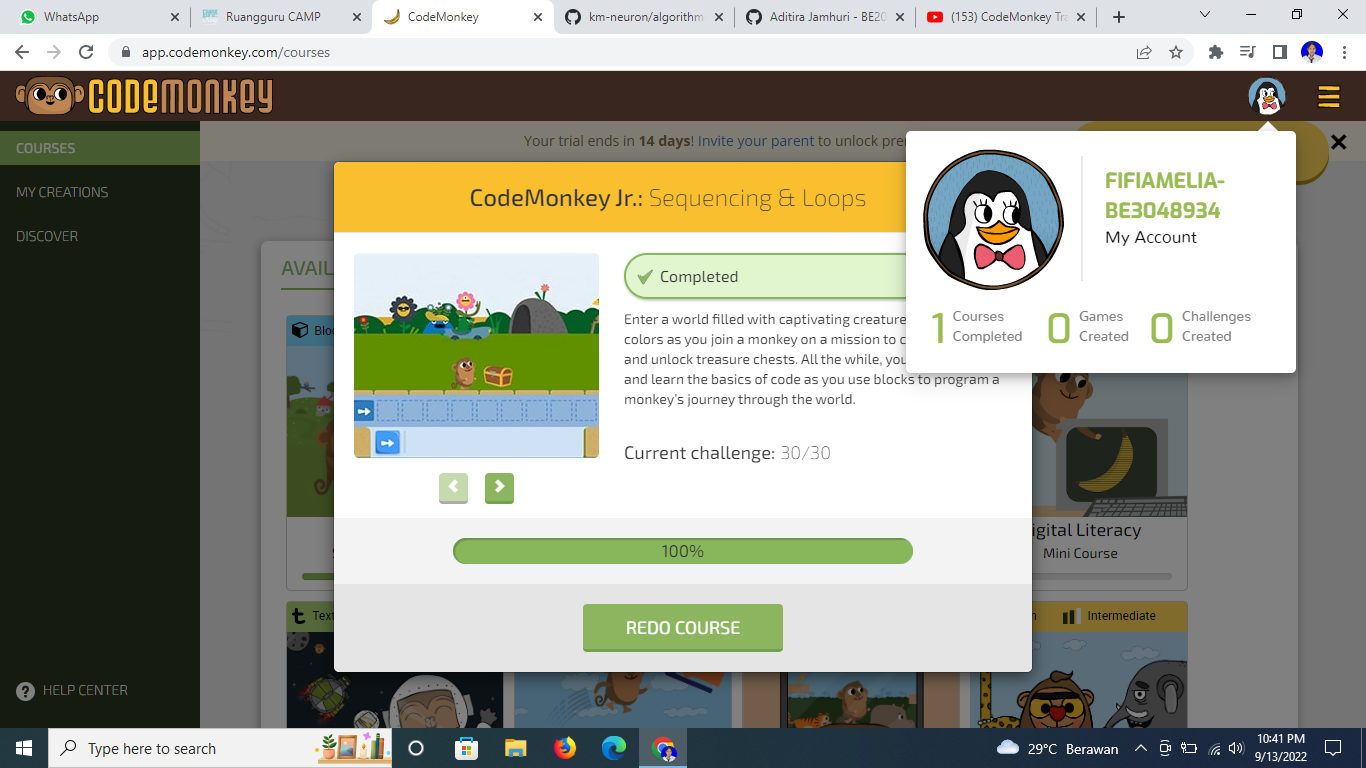 WhatsApp
Ruangguru CAMP
CodeMonkey
km-neuron/algorithm
Aditira Jamhuri - BE20
(153) CodeMonkey Tra
app.codemonkey.com/courses
CODEMONKEY
COURSES
MY CREATIONS
DISCOVER
HELP CENTER
Your trial ends in 14 days! Invite your parent to unlock pre
AVAIL
CodeMonkey Jr.: Sequencing & Loops
Completed
Enter a world filled with captivating creature
colors as you join a monkey on a mission to c
and unlock treasure chests. All the while, you
and learn the basics of code as you use blocks to program a
monkey's journey through the world.
Current challenge: 30/30
100%
REDO COURSE
FIFIAMELIA-
BE3048934
My Account
1 Courses Completed
0 Games Created
0 Challenges Created
Bloc
S
igital Literacy
Mini Course
Text
n
Intermediate
Type here to search
29°C Berawan
10:41 PM
9/13/2022